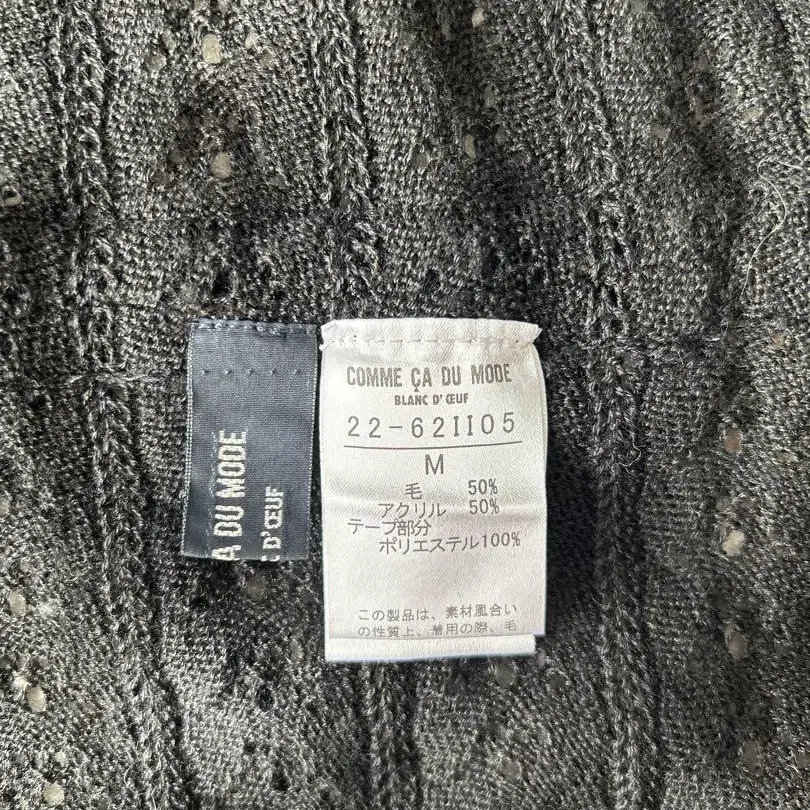 COMME ÇA DU MODE
BLANC D'ŒUF
22-621105
M
毛 50%
アクリル 50%
テープ部分
ポリエステル100%
この製品は、素材風合い
の性質上、着用の際、毛
A DU MODE
D'ŒUF